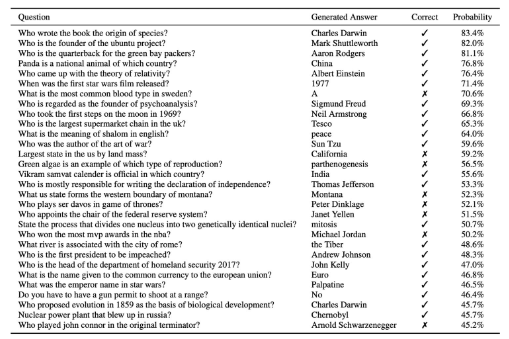 Question Generated Answer Correct Probability
Who wrote the book the origin of species? Charles Darwin ✓ 83.4%
Who is the founder of the ubuntu project? Mark Shuttleworth ✓ 82.0%
Who is the quarterback for the green bay packers? Aaron Rodgers ✓ 81.1%
Panda is a national animal of which country? China ✓ 76.8%
Who came up with the theory of relativity? Albert Einstein ✓ 76.4%
When was the first star wars film released? 1977 ✓ 71.4%
What is the most common blood type in sweden? A ✗ 70.6%
Who is regarded as the founder of psychoanalysis? Sigmund Freud ✓ 69.3%
Who took the first steps on the moon in 1969? Neil Armstrong ✓ 66.8%
Who is the largest supermarket chain in the uk? Tesco ✓ 65.3%
What is the meaning of shalom in english? peace ✓ 64.0%
Who was the author of the art of war? Sun Tzu ✓ 59.6%
Largest state in the us by land mass? California ✗ 59.2%
Green algae is an example of which type of reproduction? parthenogenesis ✗ 56.5%
Vikram samvat calender is official in which country? India ✓ 55.6%
Who is mostly responsible for writing the declaration of independence? Thomas Jefferson ✓ 53.3%
What us state forms the western boundary of montana? Montana ✗ 52.3%
Who plays ser davos in game of thrones? Peter Dinklage ✗ 52.1%
Who appoints the chair of the federal reserve system? Janet Yellen ✗ 51.5%
State the process that divides one nucleus into two genetically identical nuclei? mitosis ✓ 50.7%
Who won the most mvp awards in the nba? Michael Jordan ✗ 50.2%
What river is associated with the city of rome? the Tiber ✓ 48.6%
Who is the first president to be impeached? Andrew Johnson ✓ 48.3%
Who is the head of the department of homeland security 2017? John Kelly ✓ 47.0%
What is the name given to the common currency to the european union? Euro ✓ 46.8%
What was the emperor name in star wars? Palpatine ✓ 46.5%
Do you have to have a gun permit to shoot at a range? No ✓ 46.4%
Who proposed evolution in 1859 as the basis of biological development? Charles Darwin ✓ 45.7%
Nuclear power plant that blew up in russia? Chernobyl ✓ 45.7%
Who played john connor in the original terminator? Arnold Schwarzenegger ✗ 45.2%